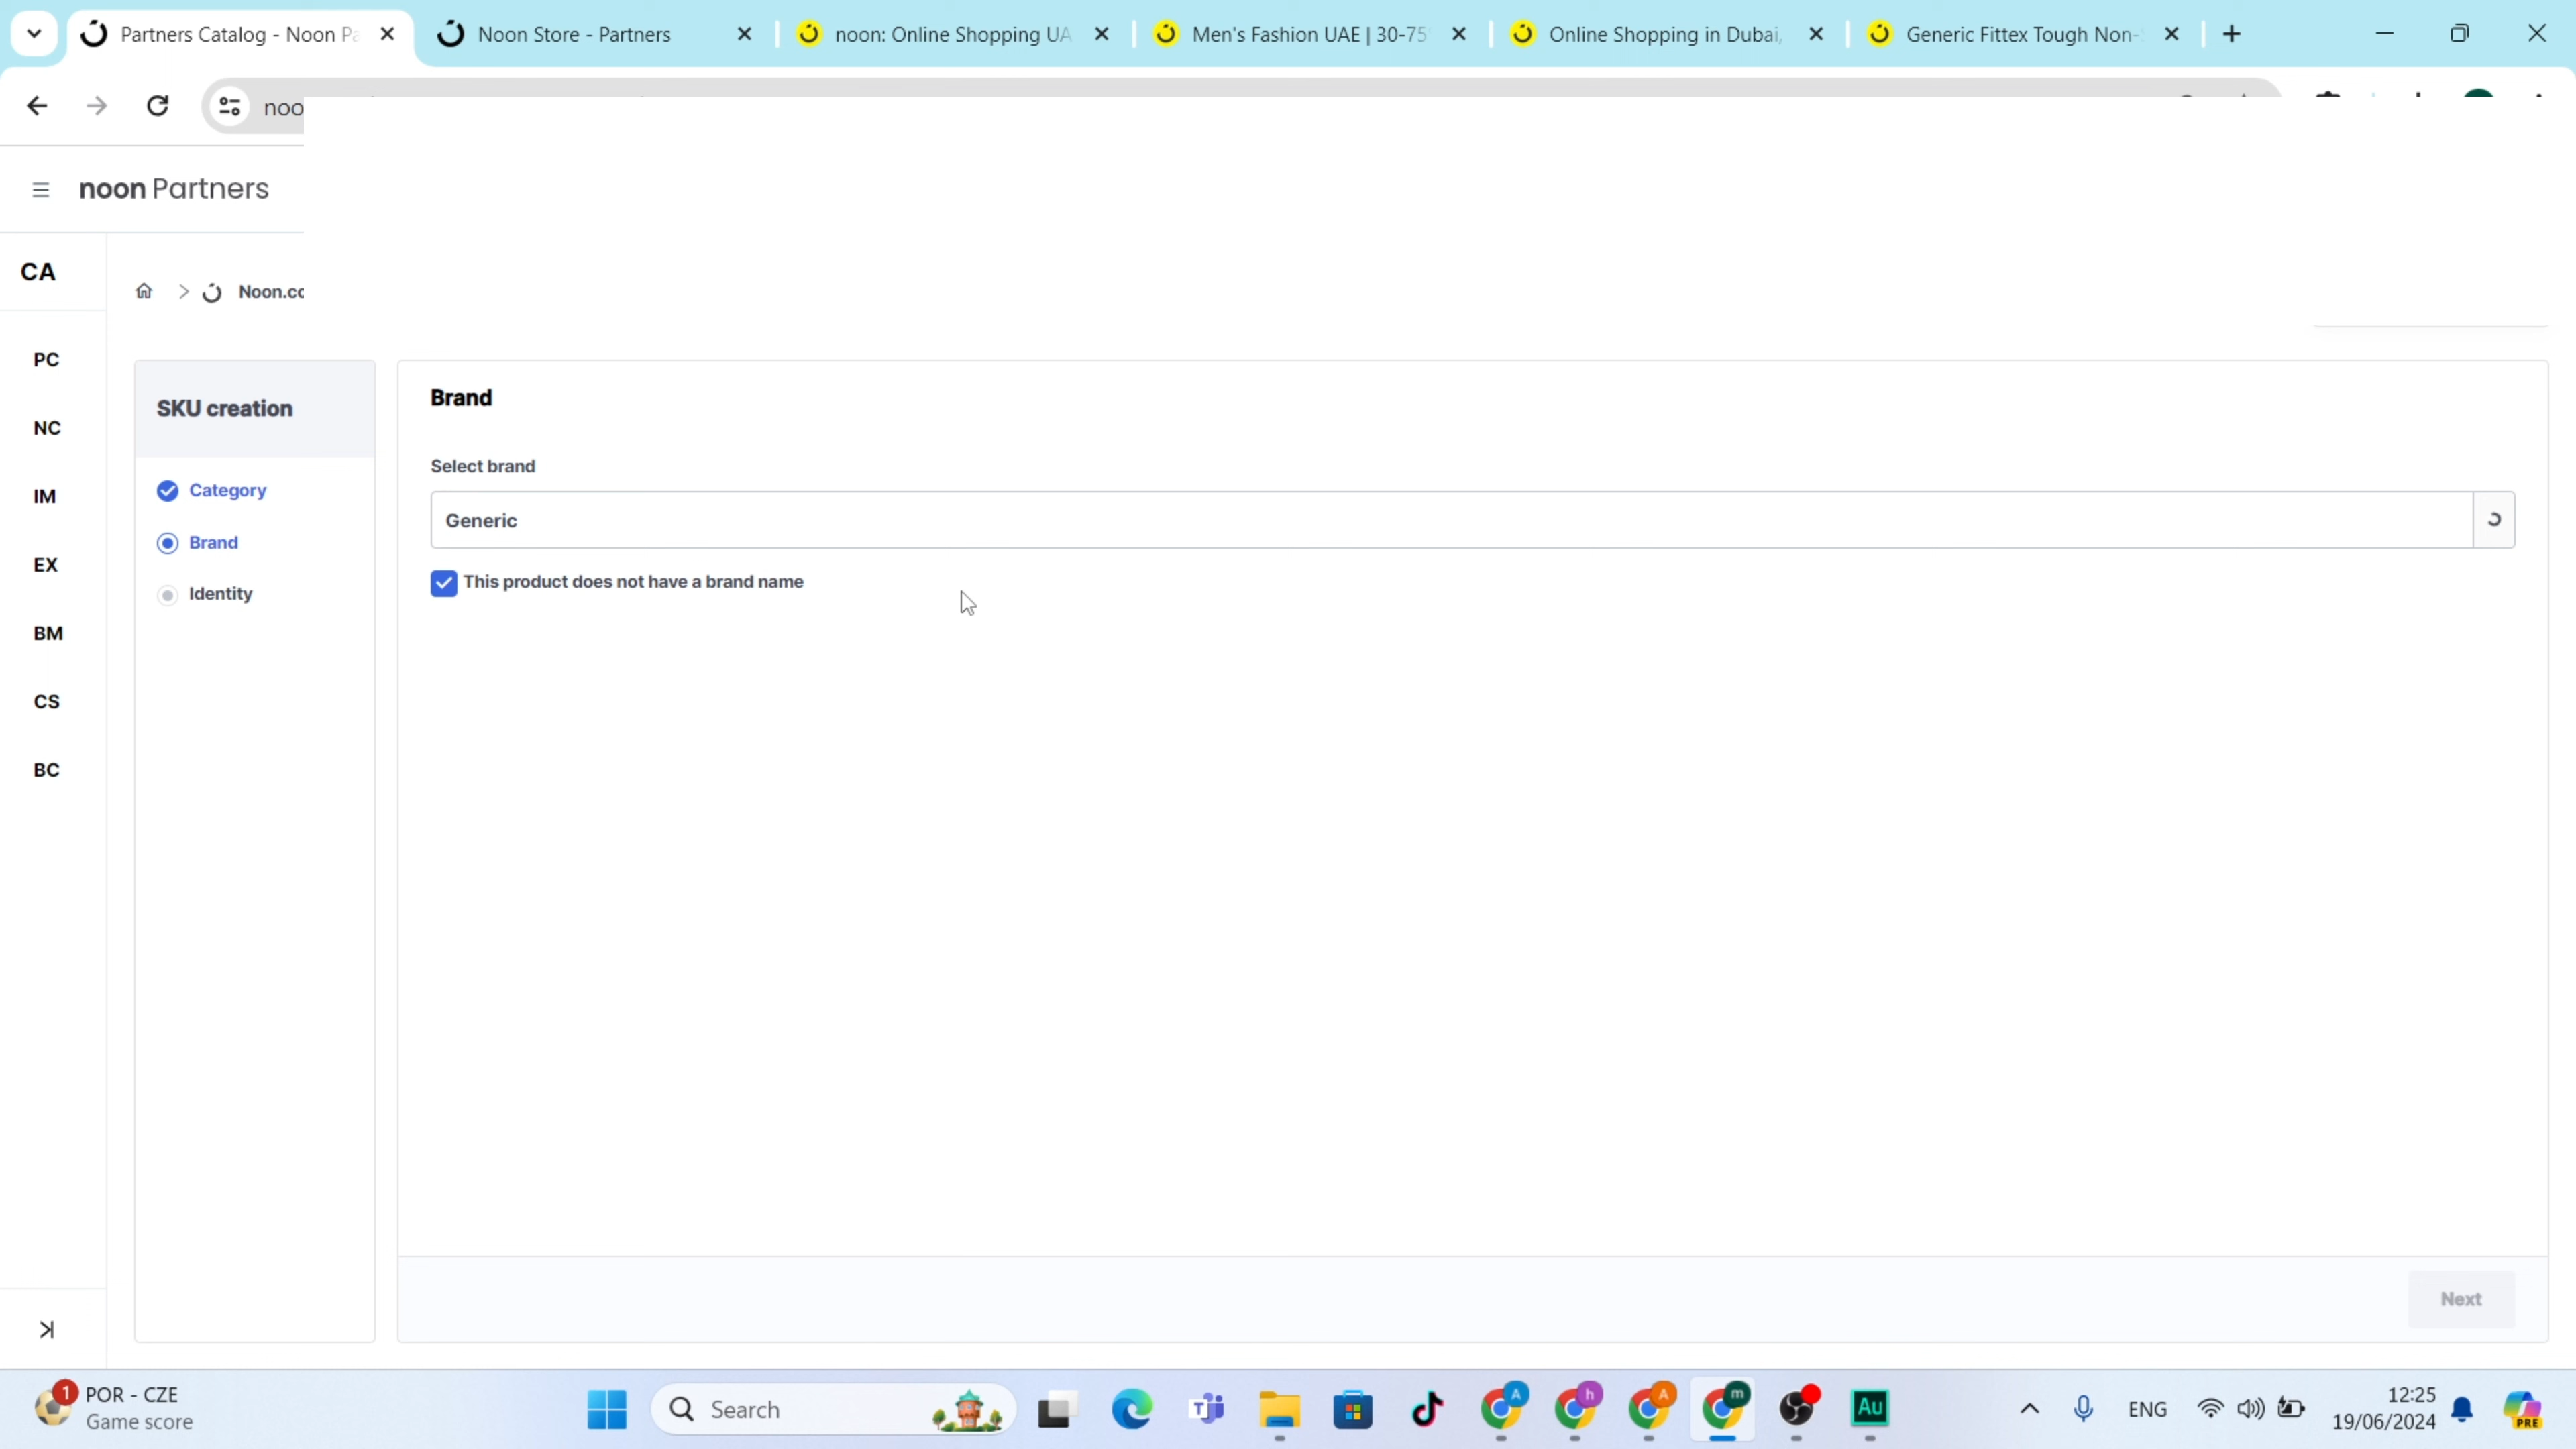 Partners Catalog - Noon Pa
Noon Store - Partners
noon: Online Shopping UA
Men's Fashion UAE | 30-75
Online Shopping in Dubai,
Generic Fittex Tough Non-
noo
noon Partners
CA
Noon.cc
PC
NC
IM
EX
BM
CS
BC
SKU creation
Category
Brand
Identity
Brand
Select brand
Generic
This product does not have a brand name
Next
1
POR - CZE
Game score
Search
A
h
A
m
Au
ENG
12:25
19/06/2024
PRE